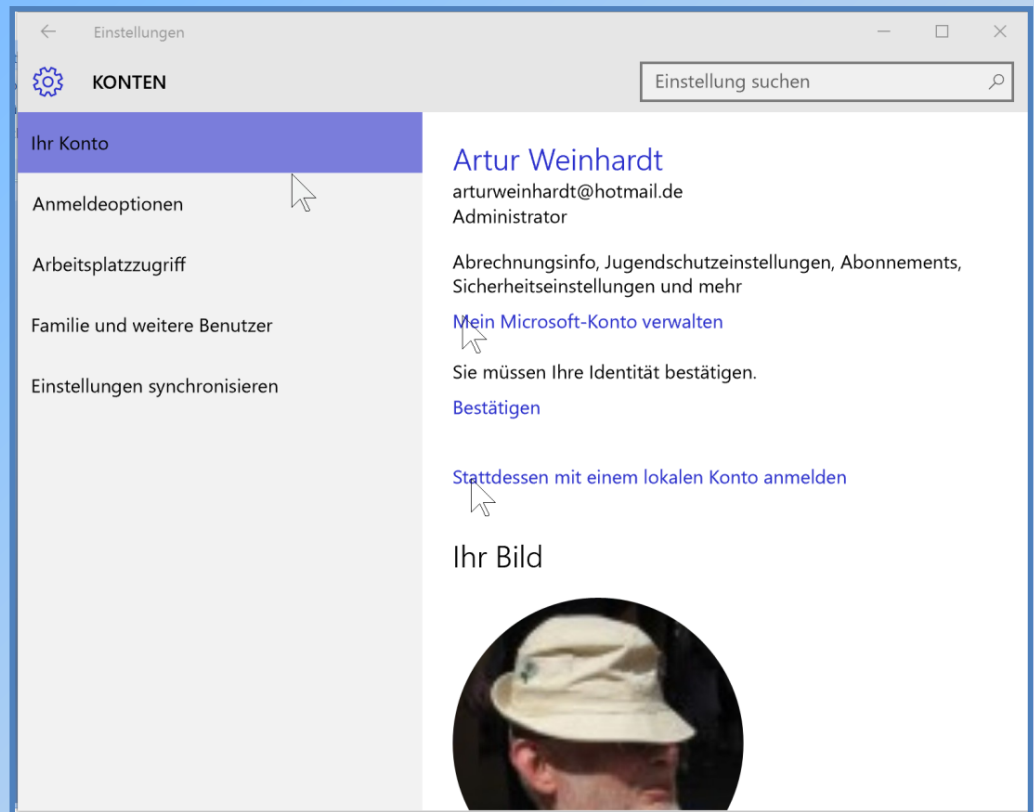 Einstellungen
KONTEN
Einstellung suchen
Ihr Konto
Anmeldeoptionen
Arbeitsplatzzugriff
Familie und weitere Benutzer
Einstellungen synchronisieren
Artur Weinhardt
arturweinhardt@hotmail.de
Administrator
Abrechnungsinfo, Jugendschutzeinstellungen, Abonnements,
Sicherheitseinstellungen und mehr
Mein Microsoft-Konto verwalten
Sie müssen Ihre Identität bestätigen.
Bestätigen
Stattdessen mit einem lokalen Konto anmelden
Ihr Bild